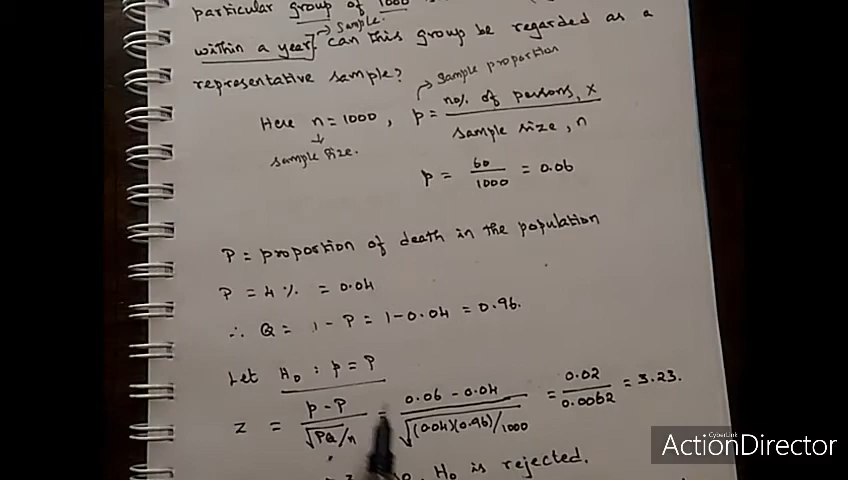 particular group of 1000
→ Sample.
within a year] can this group be regarded as a
representative sample?
→ Sample proportion
Here n = 1000, p = no/. of persons, x / sample size, n
↓
sample size.
p = 60/1000 = 0.06
P = proportion of death in the population
P = 4 % = 0.04
∴ Q = 1 - P = 1 - 0.04 = 0.96.
Let H₀ : p = P
Z = p - P / √PQ/n = 0.06 - 0.04 / √(0.04)(0.96)/1000 = 0.02 / 0.0062 = 3.23.
H₀ is rejected.
CyberLink
ActionDirector